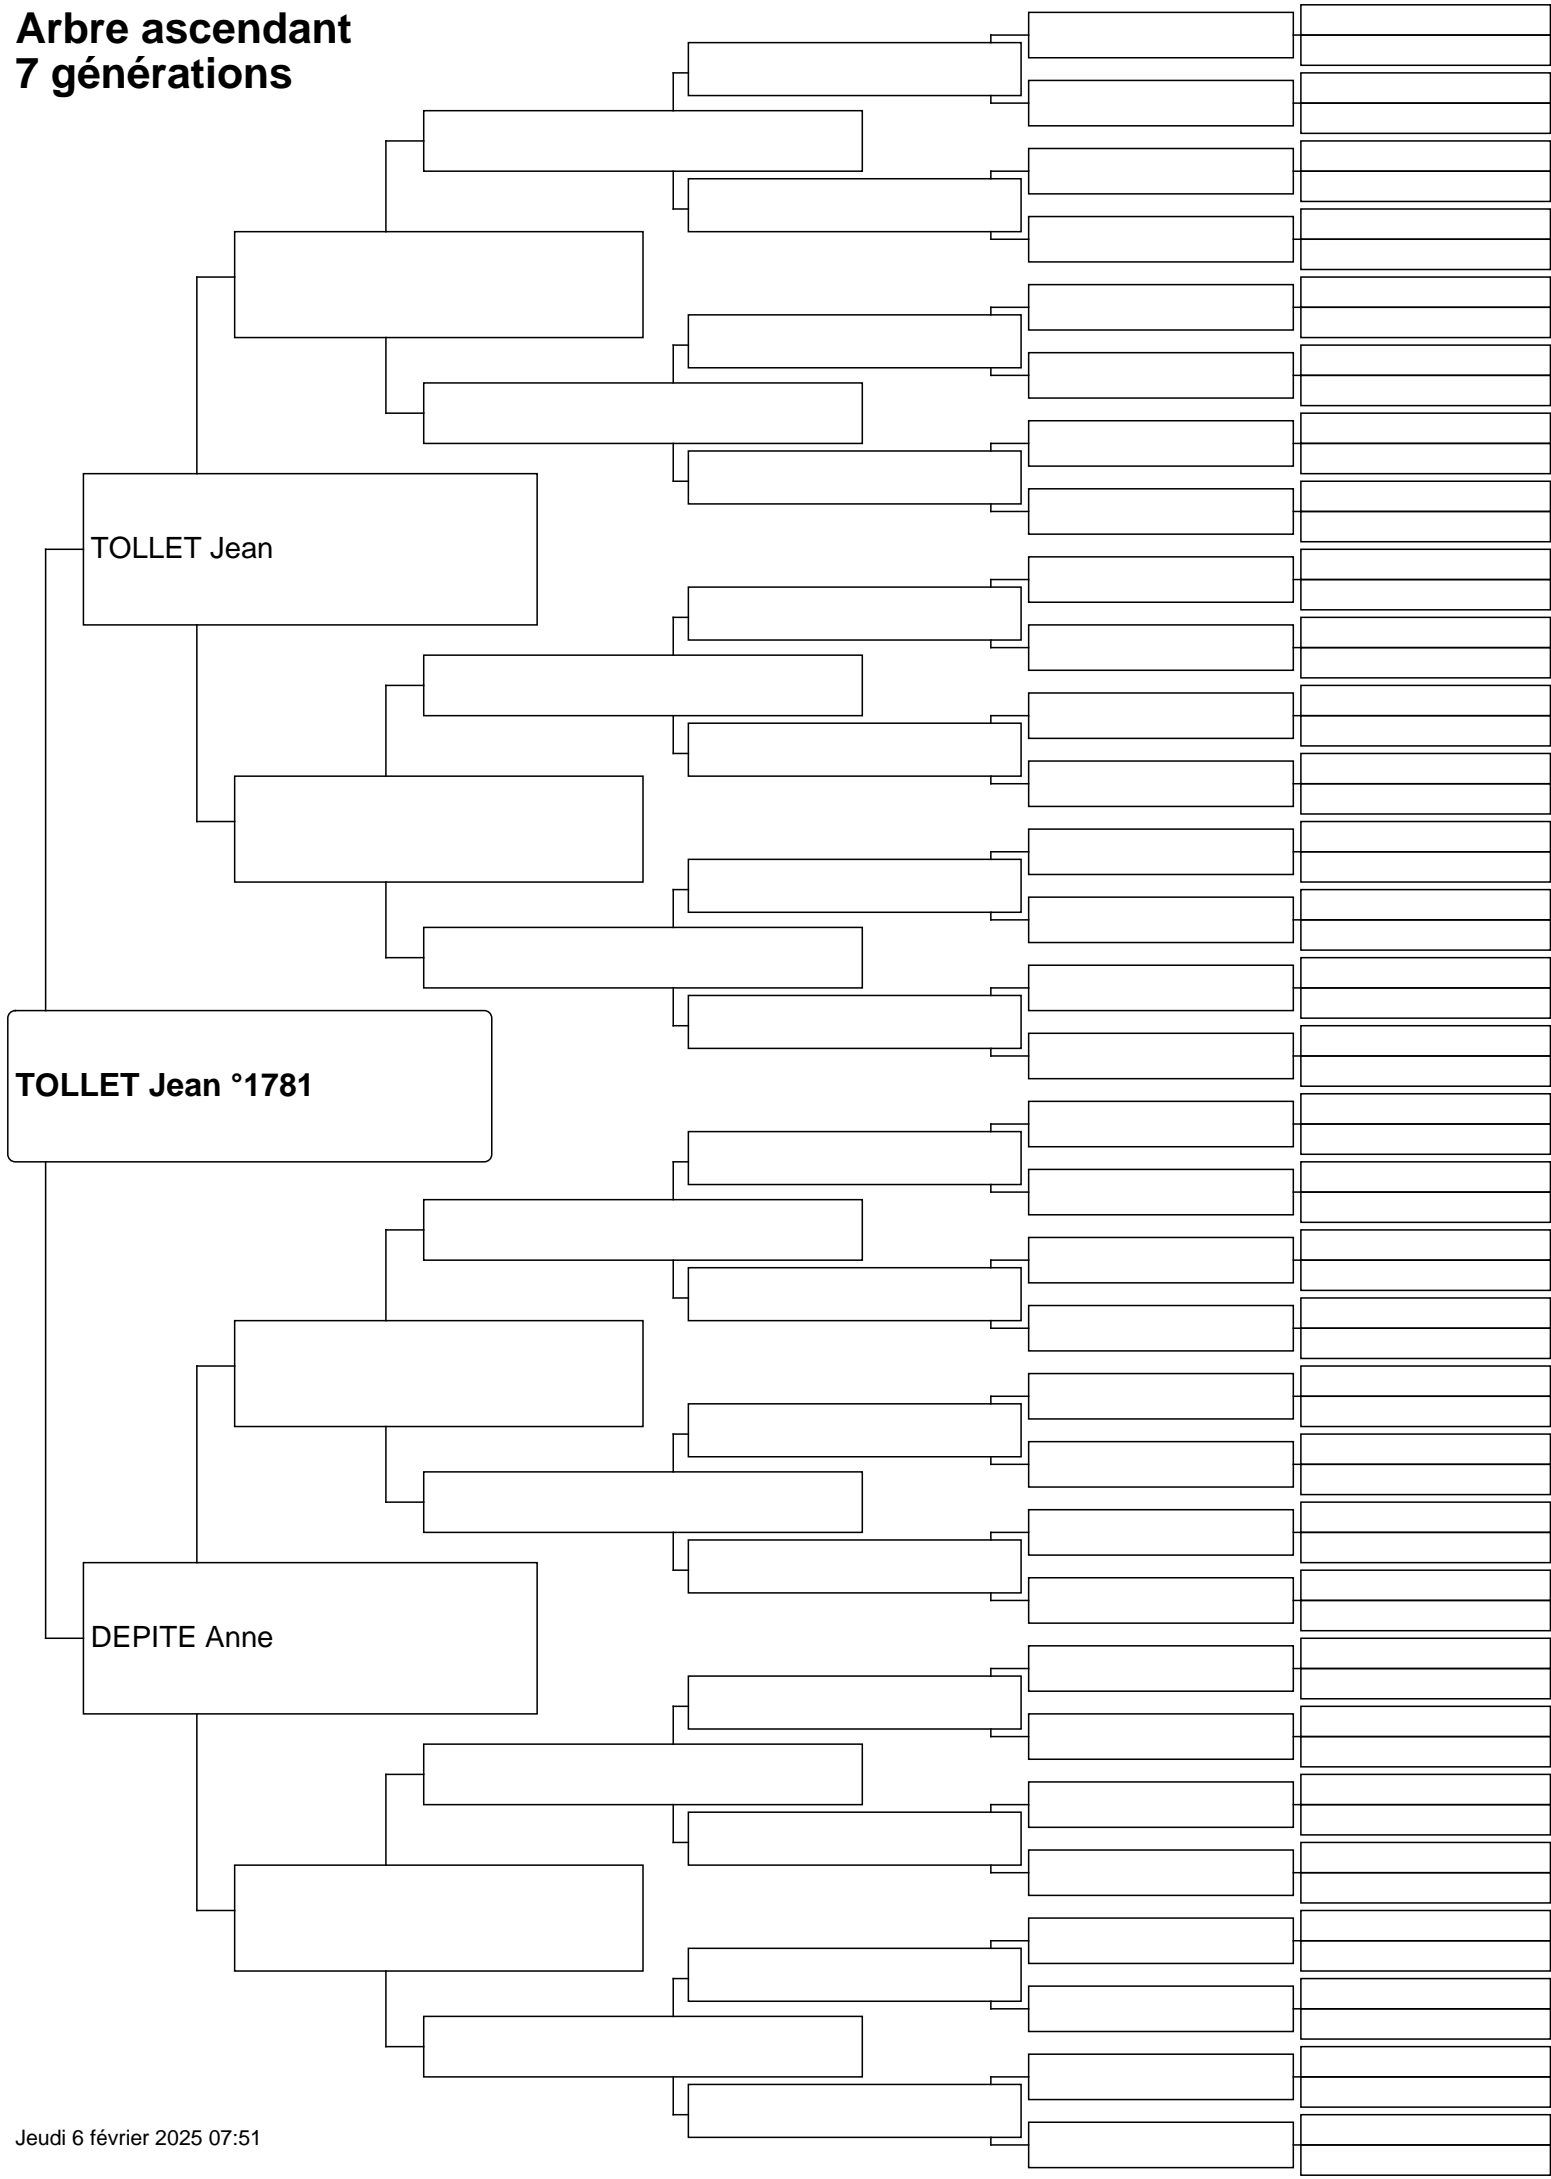 Arbre ascendant
7 générations
TOLLET Jean
TOLLET Jean °1781
DEPITE Anne
Jeudi 6 février 2025 07:51